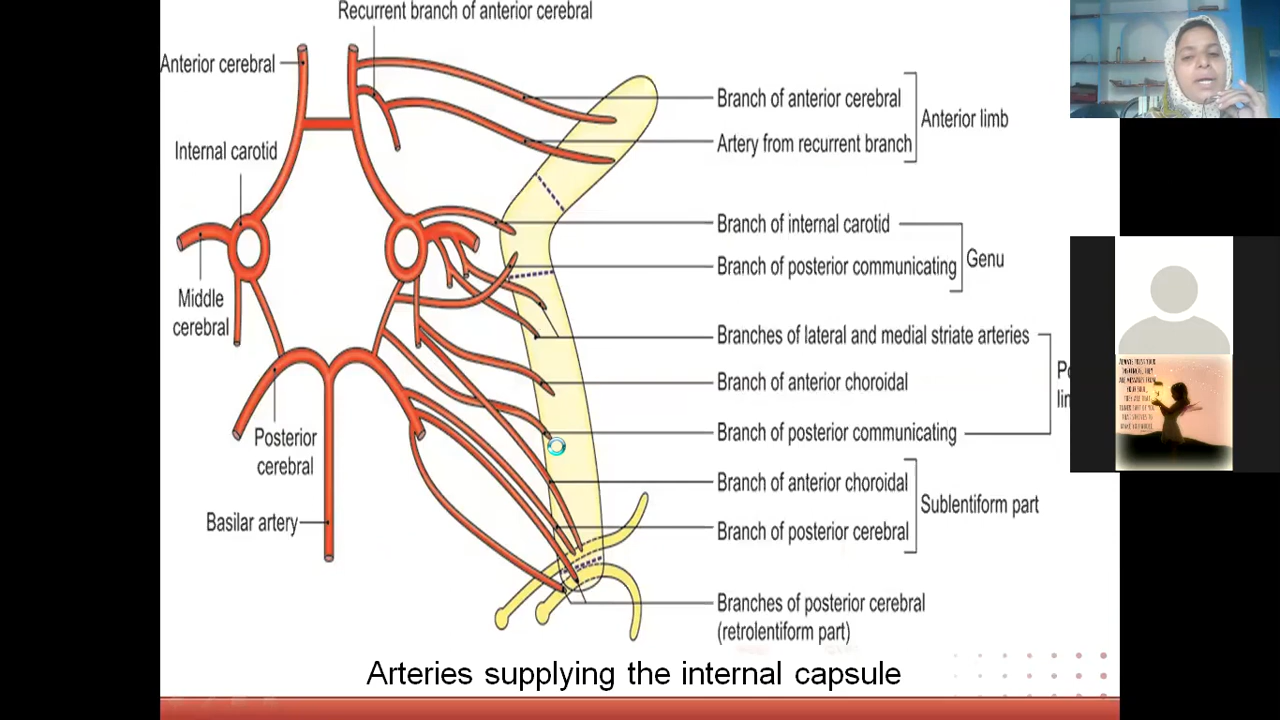 Recurrent branch of anterior cerebral
Anterior cerebral
Internal carotid
Middle
cerebral
Posterior
cerebral
Basilar artery
Branch of anterior cerebral
Artery from recurrent branch
Anterior limb
Branch of internal carotid
Branch of posterior communicating
Genu
Branches of lateral and medial striate arteries
Branch of anterior choroidal
Branch of posterior communicating
Branch of anterior choroidal
Branch of posterior cerebral
Sublentiform part
Branches of posterior cerebral
(retrolentiform part)
Arteries supplying the internal capsule